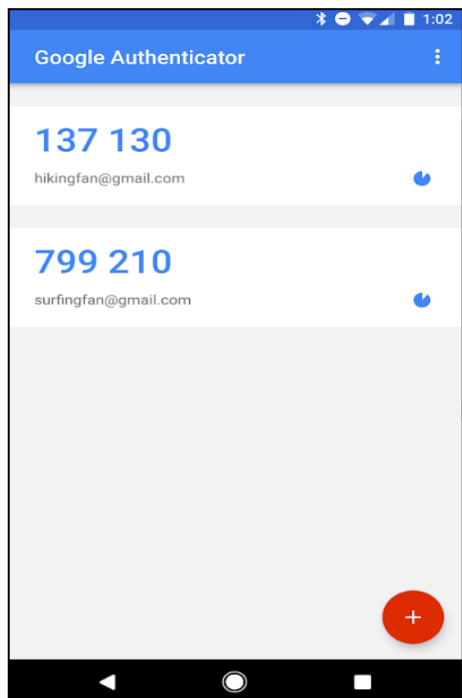 1:02
Google Authenticator
137 130
hikingfan@gmail.com
799 210
surfingfan@gmail.com